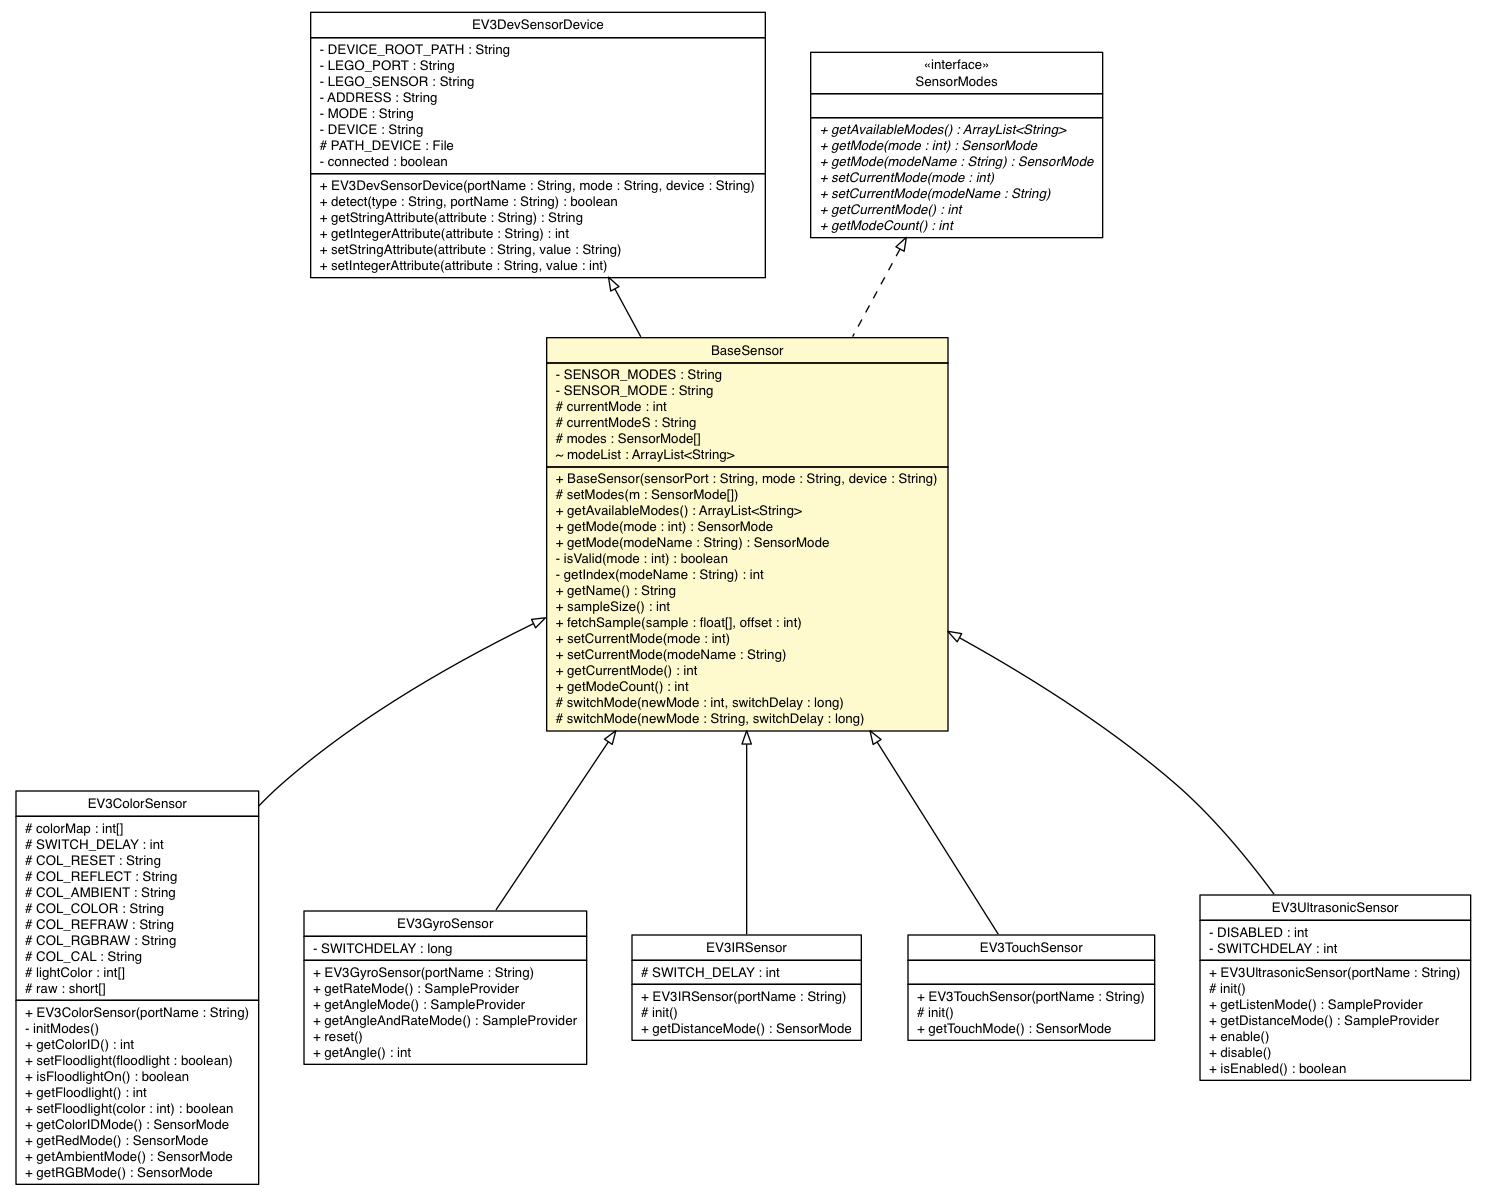 EV3DevSensorDevice
- DEVICE_ROOT_PATH : String
- LEGO_PORT : String
- LEGO_SENSOR : String
- ADDRESS : String
- MODE : String
- DEVICE : String
# PATH_DEVICE : File
- connected : boolean
+ EV3DevSensorDevice(portName : String, mode : String, device : String)
+ detect(type : String, portName : String) : boolean
+ getStringAttribute(attribute : String) : String
+ getIntegerAttribute(attribute : String) : int
+ setStringAttribute(attribute : String, value : String)
+ setIntegerAttribute(attribute : String, value : int)
«interface»
SensorModes
+ getAvailableModes() : ArrayList<String>
+ getMode(mode : int) : SensorMode
+ getMode(modeName : String) : SensorMode
+ setCurrentMode(mode : int)
+ setCurrentMode(modeName : String)
+ getCurrentMode() : int
+ getModeCount() : int
BaseSensor
- SENSOR_MODES : String
- SENSOR_MODE : String
# currentMode : int
# currentModeS : String
# modes : SensorMode[]
~ modeList : ArrayList<String>
+ BaseSensor(sensorPort : String, mode : String, device : String)
# setModes(m : SensorMode[])
+ getAvailableModes() : ArrayList<String>
+ getMode(mode : int) : SensorMode
+ getMode(modeName : String) : SensorMode
- isValid(mode : int) : boolean
- getIndex(modeName : String) : int
+ getName() : String
+ sampleSize() : int
+ fetchSample(sample : float[], offset : int)
+ setCurrentMode(mode : int)
+ setCurrentMode(modeName : String)
+ getCurrentMode() : int
+ getModeCount() : int
# switchMode(newMode : int, switchDelay : long)
# switchMode(newMode : String, switchDelay : long)
EV3ColorSensor
# colorMap : int[]
# SWITCH_DELAY : int
# COL_RESET : String
# COL_REFLECT : String
# COL_AMBIENT : String
# COL_COLOR : String
# COL_REFRAW : String
# COL_RGBRAW : String
# COL_CAL : String
# lightColor : int[]
# raw : short[]
+ EV3ColorSensor(portName : String)
- initModes()
+ getColorID() : int
+ setFloodlight(floodlight : boolean)
+ isFloodlightOn() : boolean
+ getFloodlight() : int
+ setFloodlight(color : int) : boolean
+ getColorIDMode() : SensorMode
+ getRedMode() : SensorMode
+ getAmbientMode() : SensorMode
+ getRGBMode() : SensorMode
EV3GyroSensor
- SWITCHDELAY : long
+ EV3GyroSensor(portName : String)
+ getRateMode() : SampleProvider
+ getAngleMode() : SampleProvider
+ getAngleAndRateMode() : SampleProvider
+ reset()
+ getAngle() : int
EV3IRSensor
# SWITCH_DELAY : int
+ EV3IRSensor(portName : String)
# init()
+ getDistanceMode() : SensorMode
EV3TouchSensor
+ EV3TouchSensor(portName : String)
# init()
+ getTouchMode() : SensorMode
EV3UltrasonicSensor
- DISABLED : int
- SWITCHDELAY : int
+ EV3UltrasonicSensor(portName : String)
# init()
+ getListenMode() : SampleProvider
+ getDistanceMode() : SampleProvider
+ enable()
+ disable()
+ isEnabled() : boolean